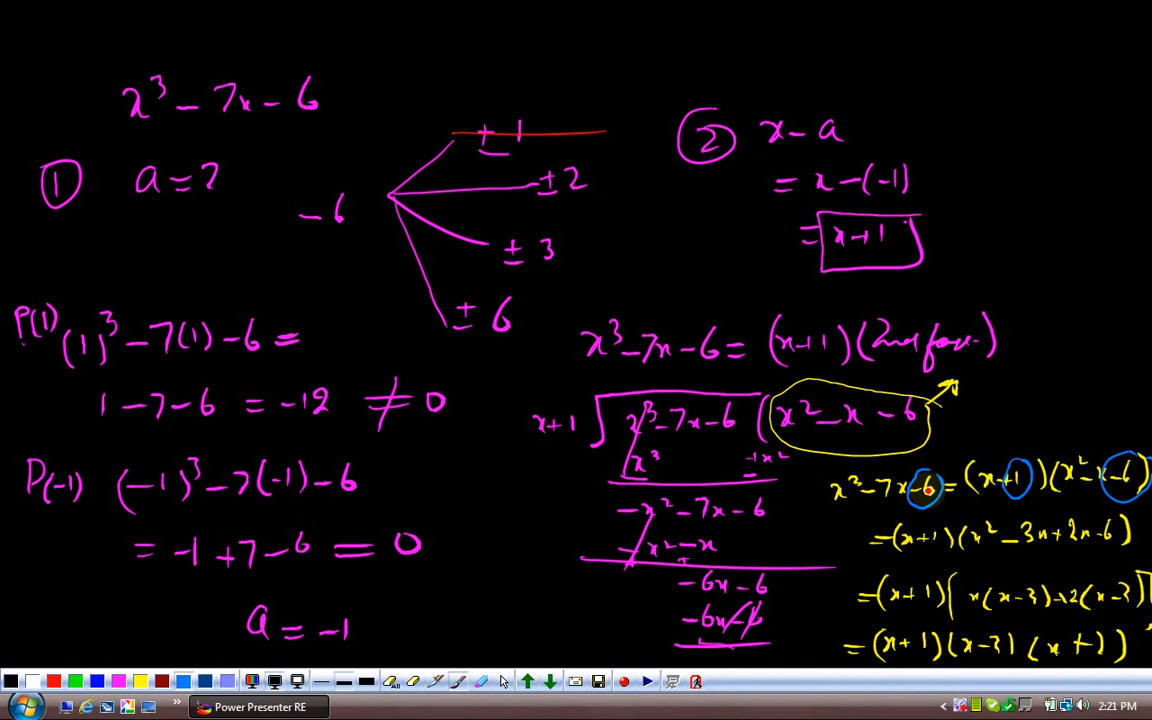 x³ - 7x - 6
① a = ?
- 6
± 1
± 2
± 3
± 6
P(1) (1)³ - 7(1) - 6 =
1 - 7 - 6 = -12 ≠ 0
P(-1) (-1)³ - 7(-1) - 6
= -1 + 7 - 6 = 0
a = -1
② x - a
= x - (-1)
= x + 1
x³ - 7x - 6 = (x+1)(2nd )
x+1 ) x³ - 7x - 6 ( x² - x - 6
x³ + x²
- x² - 7x - 6
- x² - x
+
- 6x - 6
- 6x - 6
x³ - 7x - 6 = (x+1)(x² - x - 6)
= (x+1)(x² - 3x + 2x - 6)
= (x+1)[x(x-3) + 2(x-3)]
= (x+1)(x-3)(x+2)
Power Presenter RE
2:21 PM